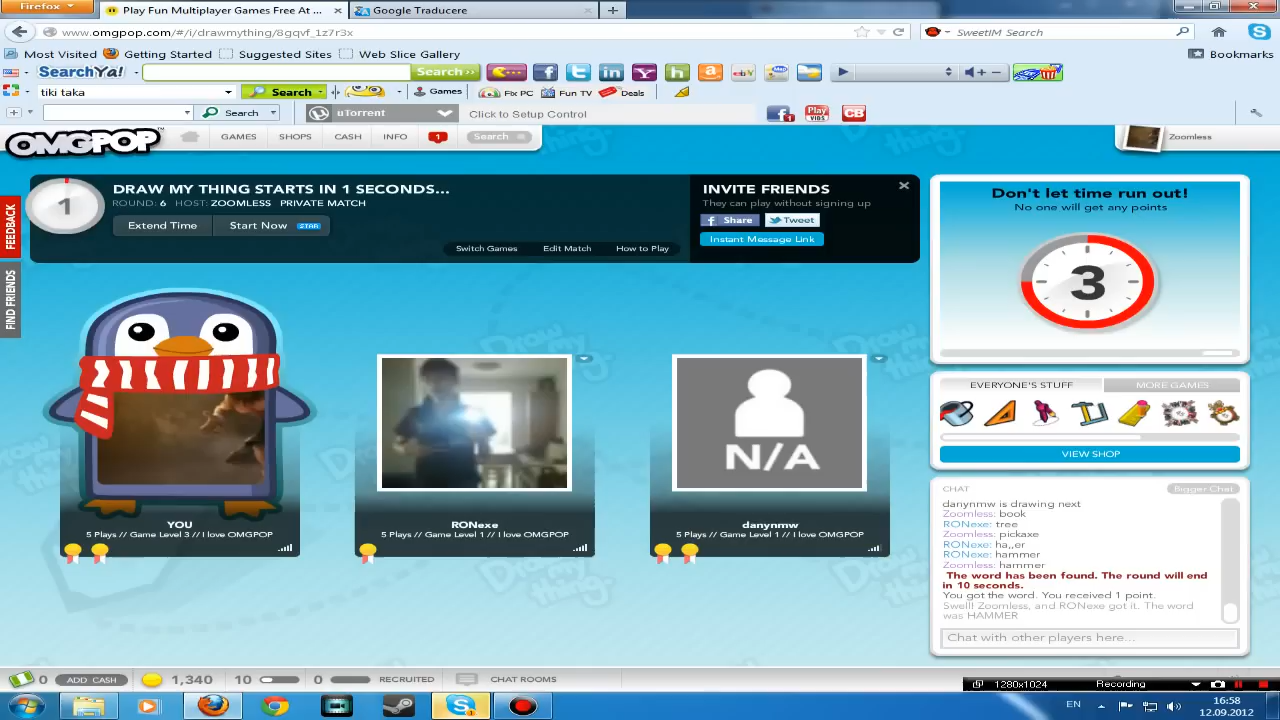 Firefox
Play Fun Multiplayer Games Free At ...
Google Traducere
www.omgpop.com/#/i/drawmything/8gqvf_1z7r3x
SweetIM Search
Most Visited
Getting Started
Suggested Sites
Web Slice Gallery
Bookmarks
SearchYa!
Search >>
tiki taka
Search
Games
Fix PC
Fun TV
Deals
Search
uTorrent
Click to Setup Control
OMGPOP
GAMES
SHOPS
CASH
INFO
1
Search
Zoomless
FEEDBACK
FIND FRIENDS
1
DRAW MY THING STARTS IN 1 SECONDS...
ROUND: 6 HOST: ZOOMLESS PRIVATE MATCH
Extend Time
Start Now STAR
Switch Games
Edit Match
How to Play
INVITE FRIENDS
They can play without signing up
Share
Tweet
Instant Message Link
Don't let time run out!
No one will get any points
3
EVERYONE'S STUFF
MORE GAMES
VIEW SHOP
N/A
YOU
5 Plays // Game Level 3 // I love OMGPOP
RONexe
5 Plays // Game Level 1 // I love OMGPOP
danynmw
5 Plays // Game Level 1 // I love OMGPOP
CHAT
Bigger Chat
danynmw is drawing next
Zoomless: book
RONexe: tree
Zoomless: pickaxe
RONexe: ha,,er
RONexe: hammer
Zoomless: hammer
The word has been found. The round will end
in 10 seconds.
You got the word. You received 1 point.
Swell! Zoomless, and RONexe got it. The word
was HAMMER
Chat with other players here...
0
ADD CASH
1,340
10
0
RECRUITED
CHAT ROOMS
1280x1024
Recording
EN
16:58
12.09.2012